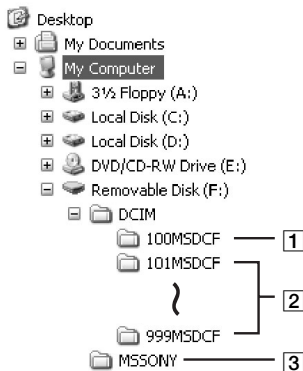 Desktop
My Documents
My Computer
3½ Floppy (A:)
Local Disk (C:)
Local Disk (D:)
DVD/CD-RW Drive (E:)
Removable Disk (F:)
DCIM
100MSDCF 1
101MSDCF
2
999MSDCF
MSSONY 3